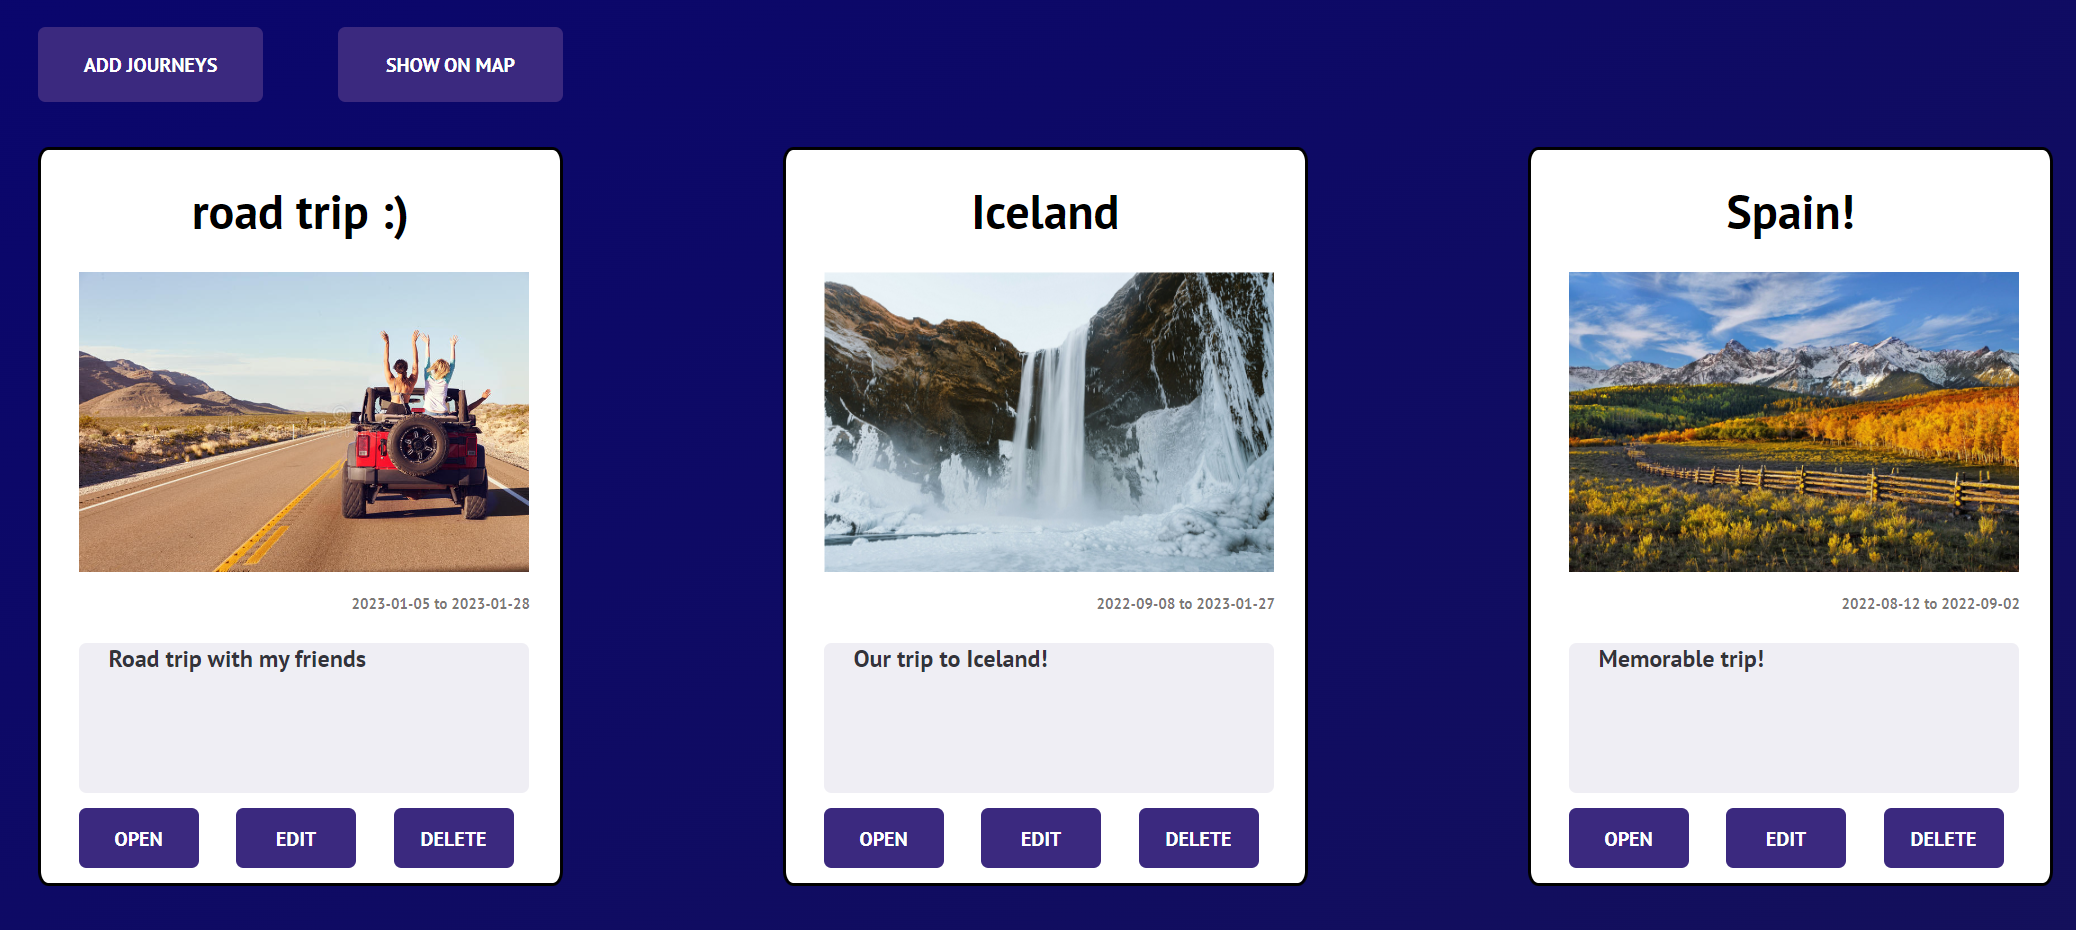 ADD JOURNEYS
SHOW ON MAP
road trip :)
2023-01-05 to 2023-01-28
Road trip with my friends
OPEN
EDIT
DELETE
Iceland
2022-09-08 to 2023-01-27
Our trip to Iceland!
OPEN
EDIT
DELETE
Spain!
2022-08-12 to 2022-09-02
Memorable trip!
OPEN
EDIT
DELETE